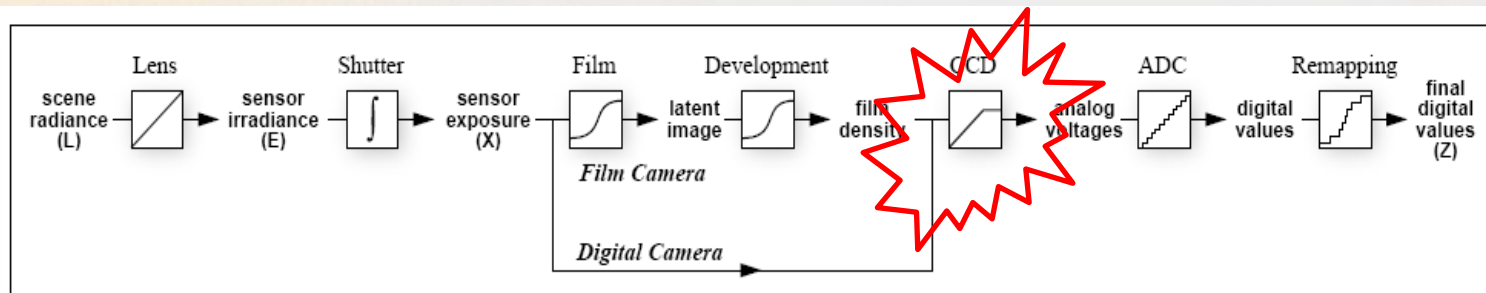 Lens
Shutter
Film
Development
CCD
ADC
Remapping
scene
radiance
(L)
sensor
irradiance
(E)
sensor
exposure
(X)
latent
image
film
density
analog
voltages
digital
values
final
digital
values
(Z)
Film Camera
Digital Camera